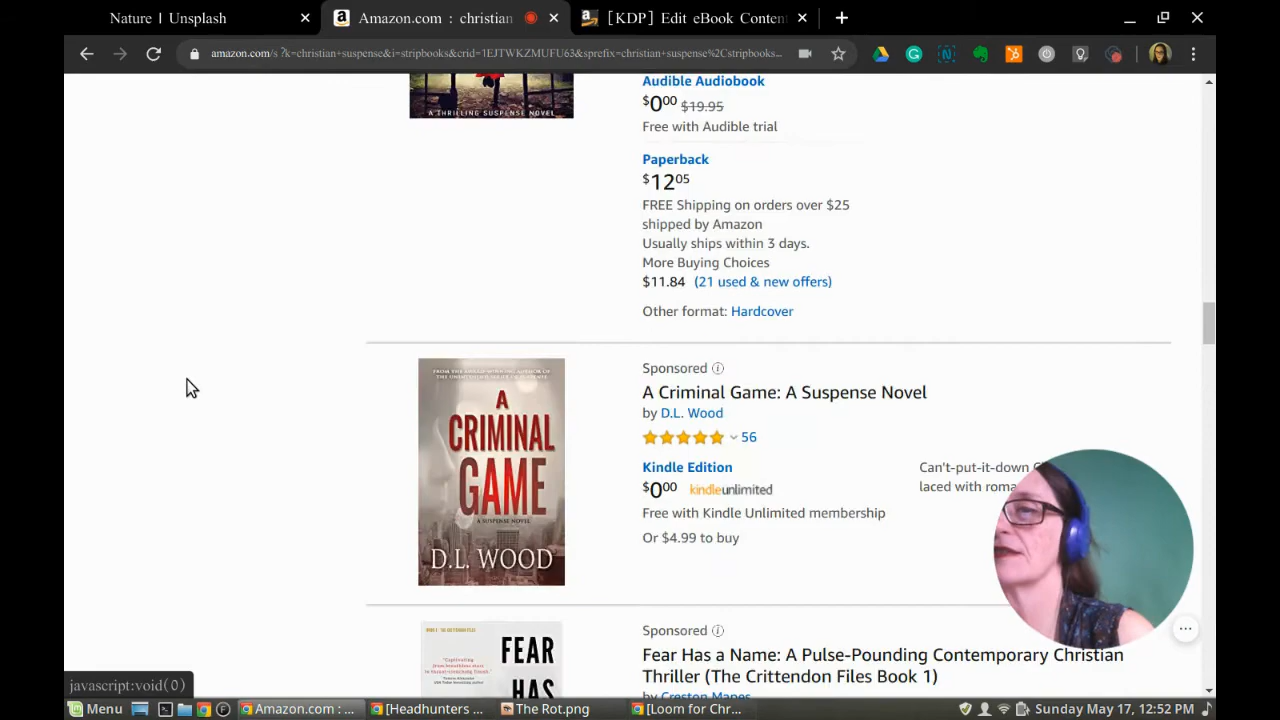 Nature | Unsplash
Amazon.com : christian
[KDP] Edit eBook Conten
amazon.com/s ?k=christian+suspense&i=stripbooks&crid=1EJTWKZMUFU63&sprefix=christian+suspense%2Cstripbooks...
A THRILLING SUSPENSE NOVEL
Audible Audiobook
$0.00 $19.95
Free with Audible trial
Paperback
$12.05
FREE Shipping on orders over $25
shipped by Amazon
Usually ships within 3 days.
More Buying Choices
$11.84 (21 used & new offers)
Other format: Hardcover
A
CRIMINAL
GAME
A SUSPENSE NOVEL
D.L. WOOD
Sponsored
A Criminal Game: A Suspense Novel
by D.L. Wood
56
Kindle Edition
$0.00 kindleunlimited
Free with Kindle Unlimited membership
Or $4.99 to buy
Can't-put-it-down
laced with roma
FEAR
HAS
Sponsored
Fear Has a Name: A Pulse-Pounding Contemporary Christian
Thriller (The Crittendon Files Book 1)
by Creston Mapes
javascript:void(0)
Menu
Amazon.com : ...
[Headhunters ...
The Rot.png
[Loom for Chr...
Sunday May 17, 12:52 PM